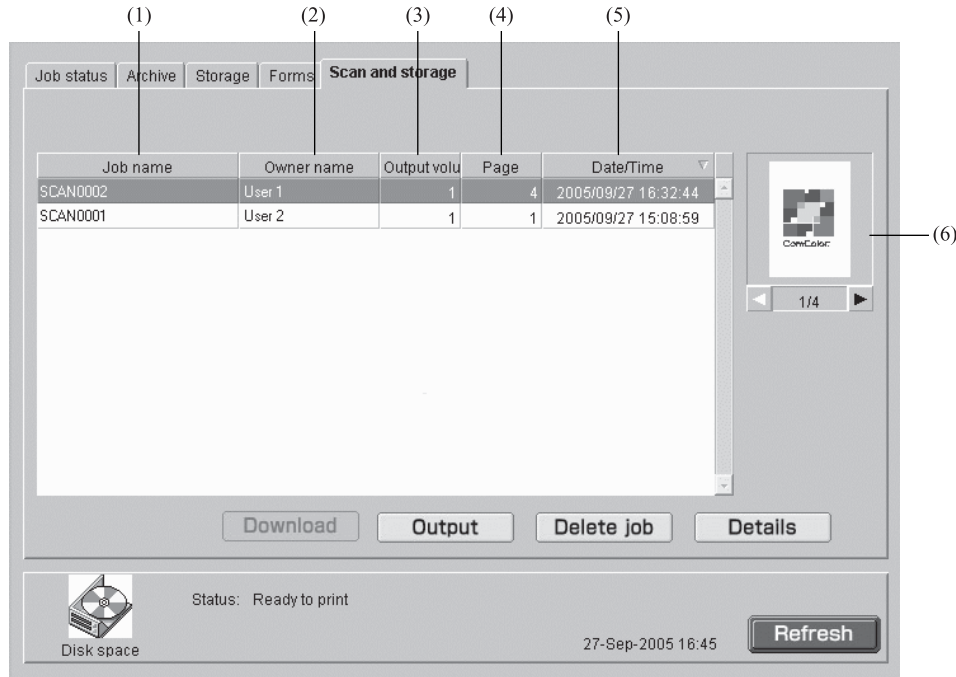 (1) (2) (3) (4) (5)
Job status Archive Storage Forms Scan and storage
Job name Owner name Output volu Page Date/Time
SCAN0002 User 1 1 4 2005/09/27 16:32:44
SCAN0001 User 2 1 1 2005/09/27 15:08:59
ComColor
(6)
1/4
Download Output Delete job Details
Status: Ready to print
Disk space
27-Sep-2005 16:45
Refresh